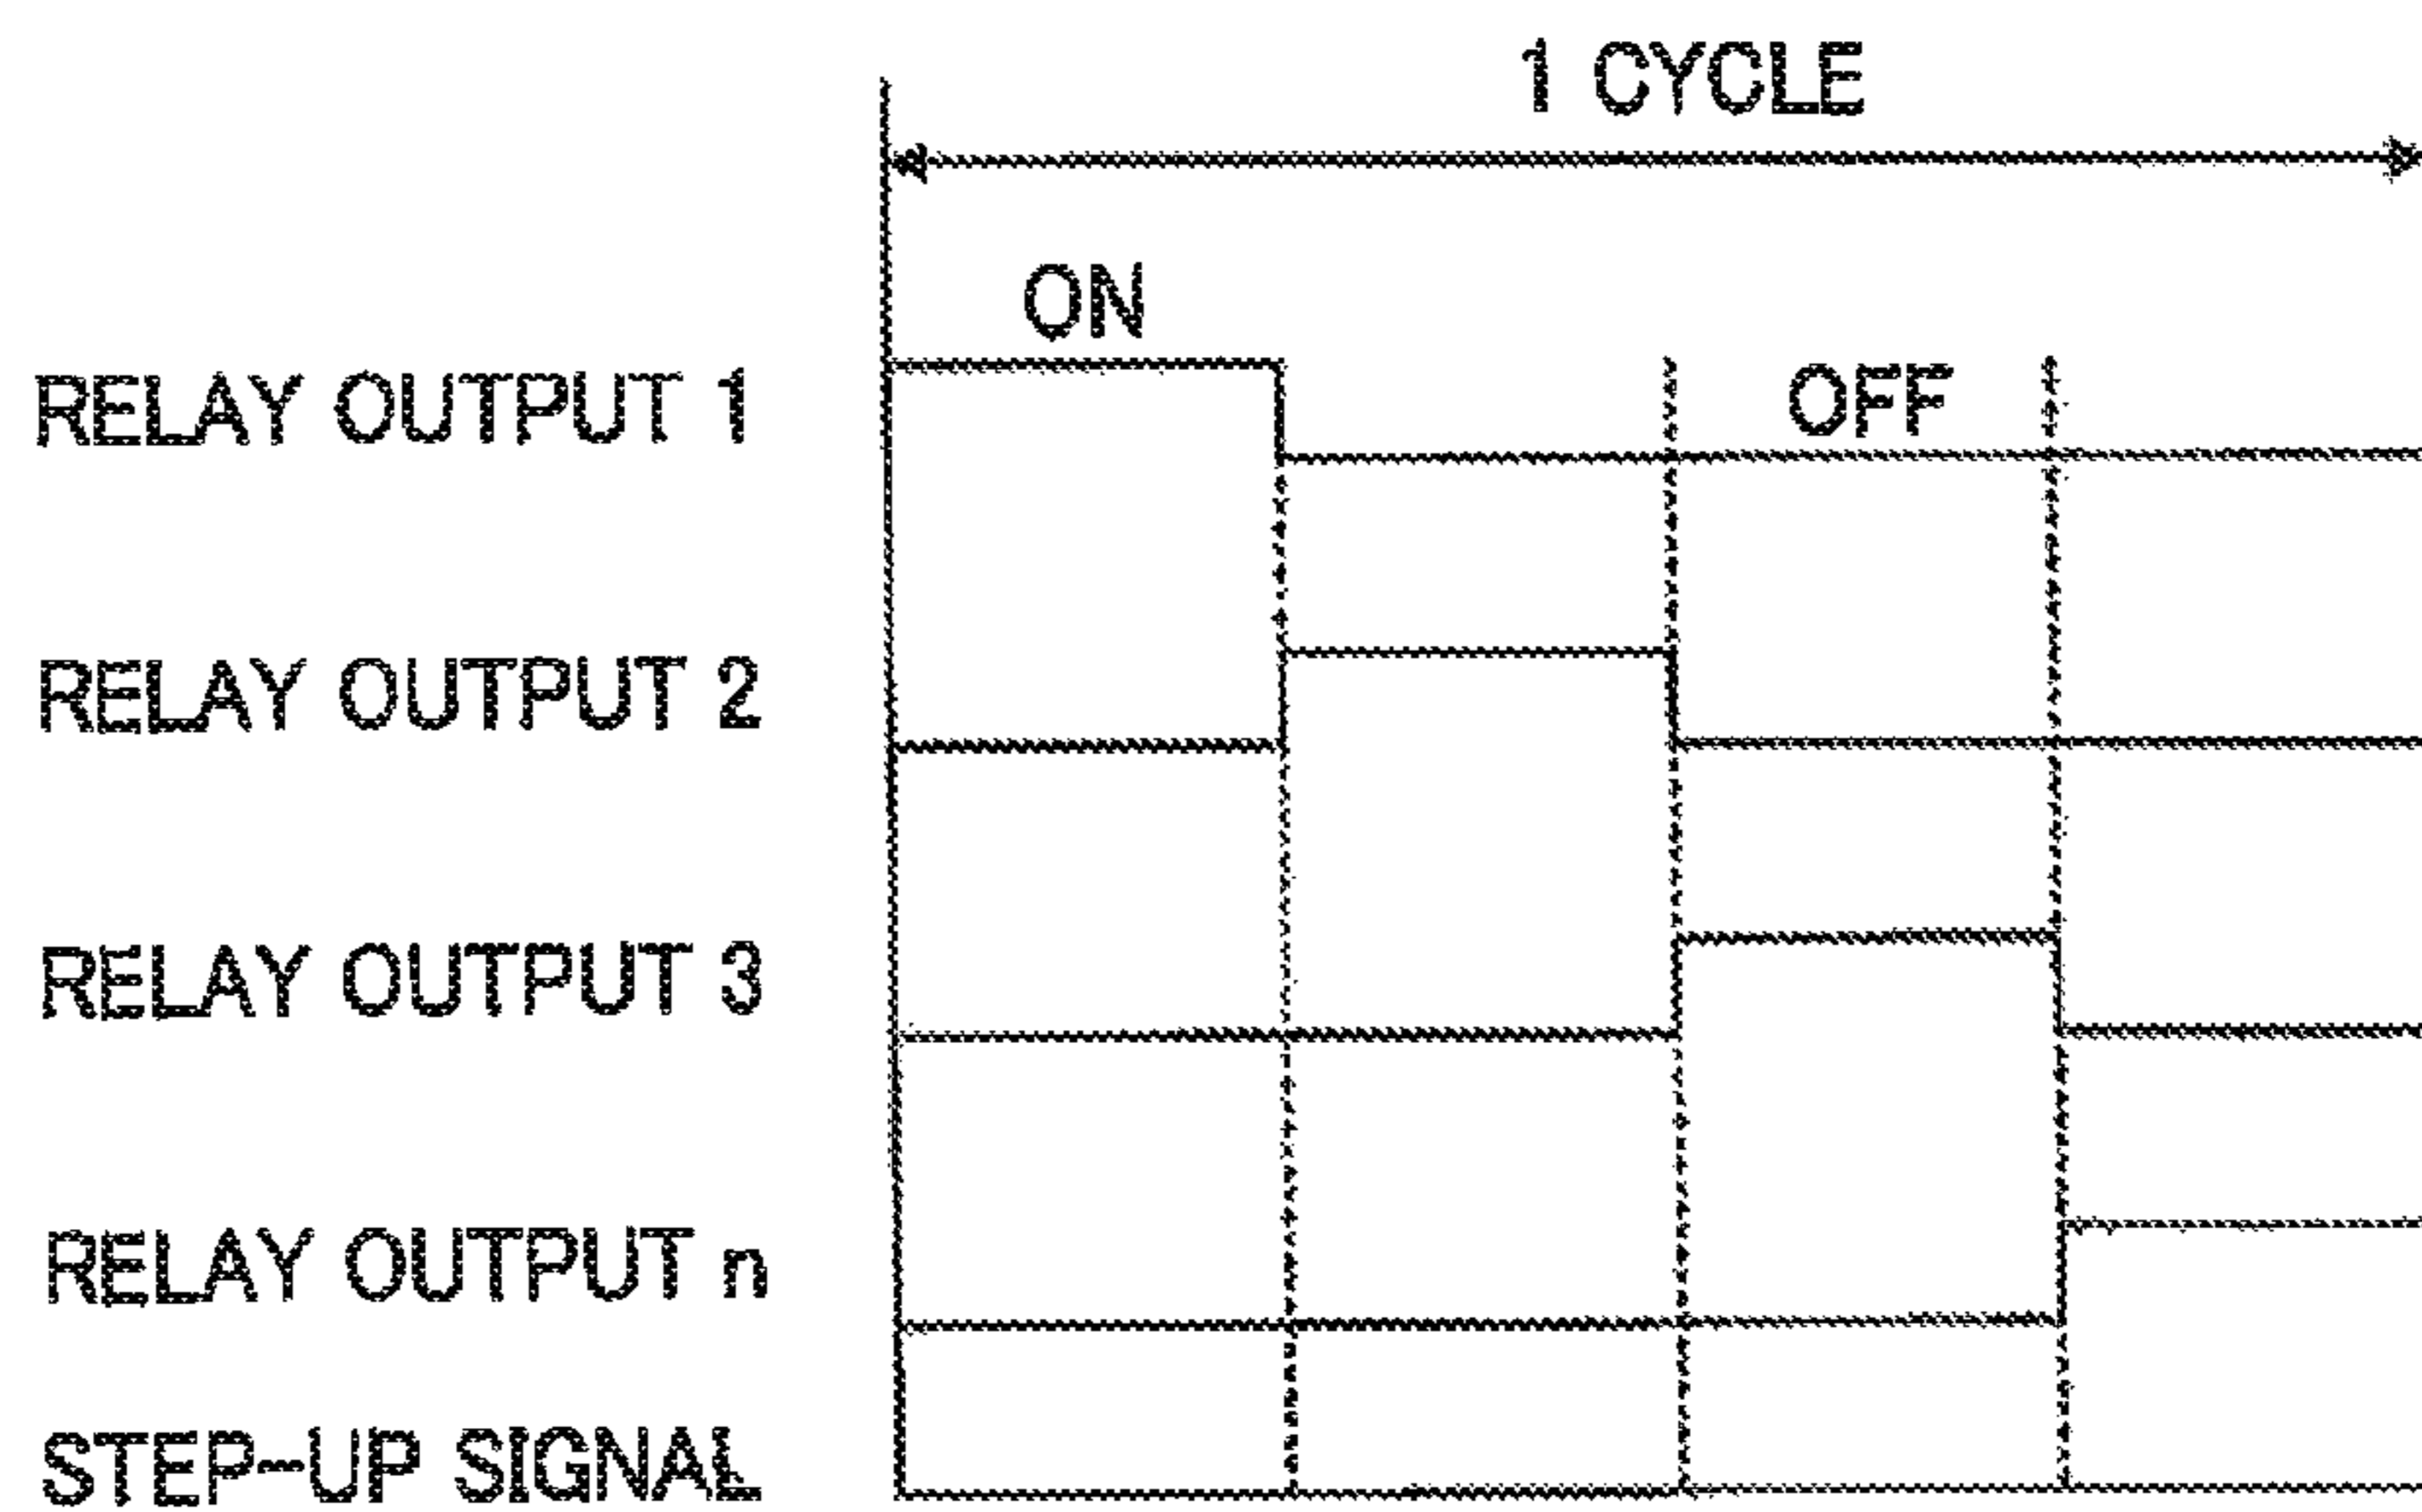 1 CYCLE
ON
RELAY OUTPUT 1
OFF
RELAY OUTPUT 2
RELAY OUTPUT 3
RELAY OUTPUT n
STEP-UP SIGNAL